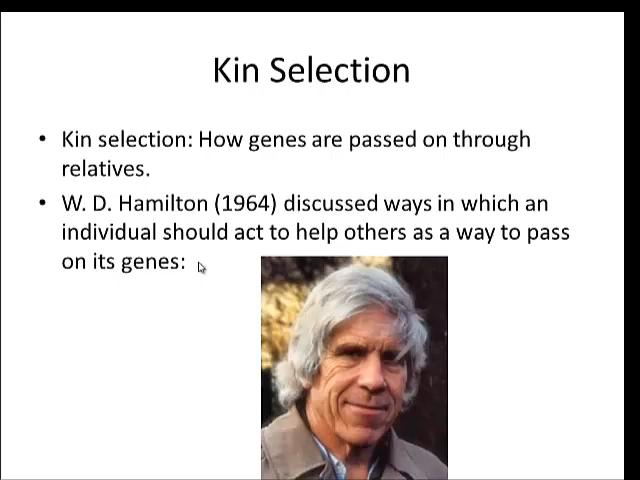 Kin Selection
• Kin selection: How genes are passed on through
relatives.
• W. D. Hamilton (1964) discussed ways in which an
individual should act to help others as a way to pass
on its genes: